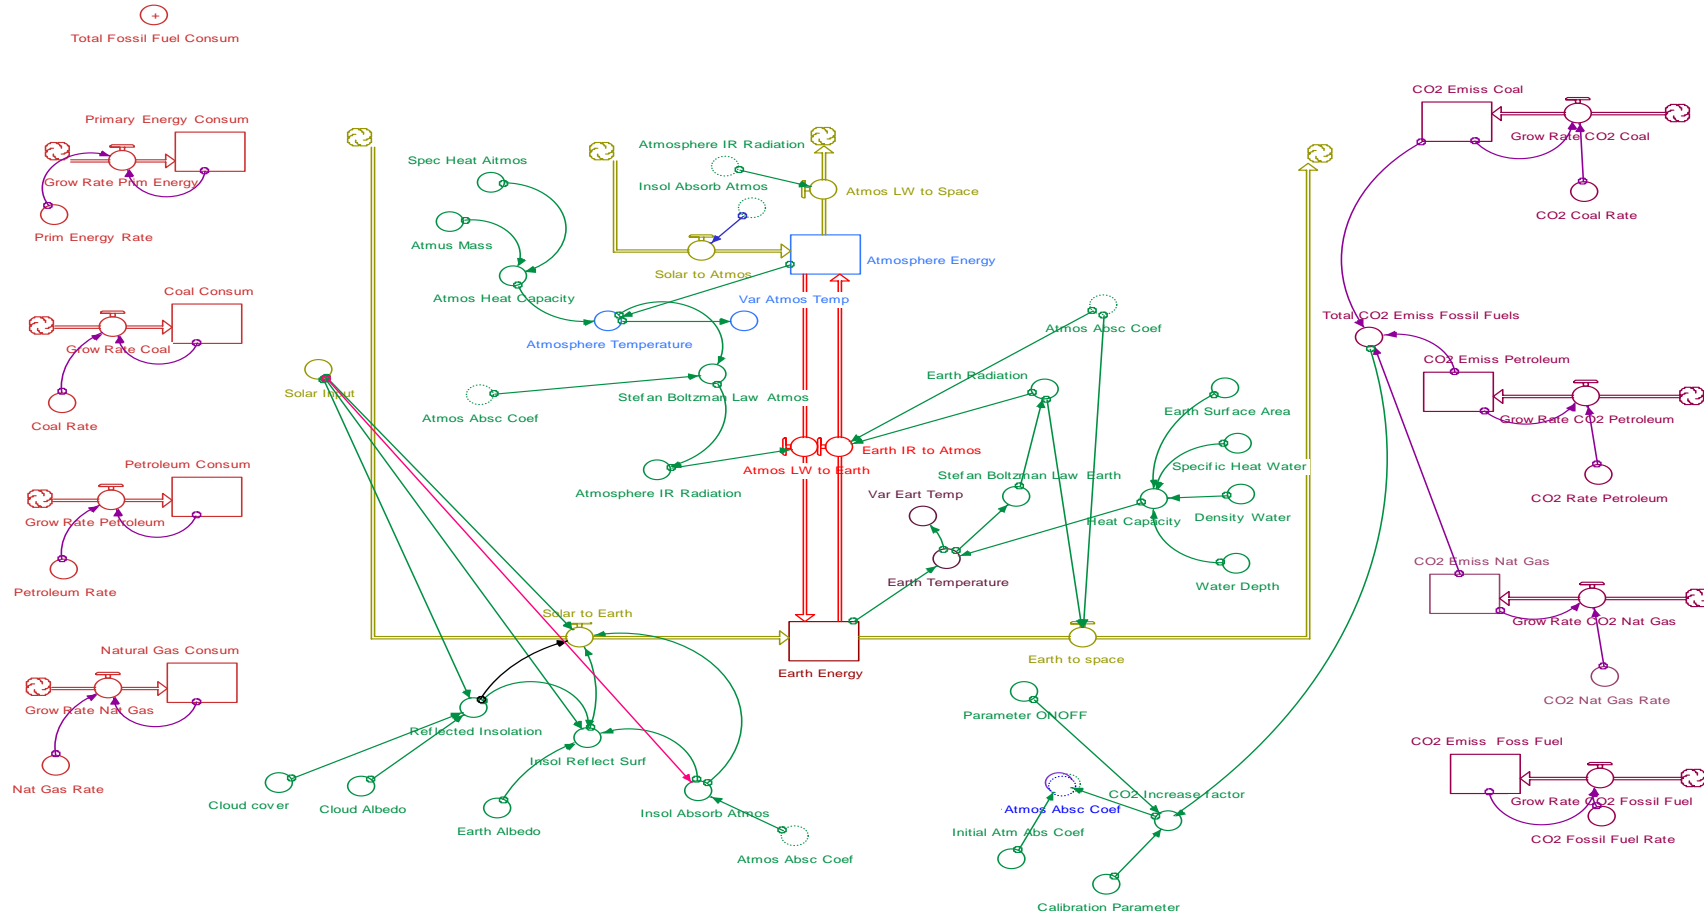 Total Fossil Fuel Consum
Primary Energy Consum
Grow Rate Prim Energy
Prim Energy Rate
Coal Consum
Grow Rate Coal
Coal Rate
Petroleum Consum
Grow Rate Petroleum
Petroleum Rate
Natural Gas Consum
Grow Rate Nat Gas
Nat Gas Rate
Spec Heat Aitmos
Atmus Mass
Atmos Heat Capacity
Atmosphere IR Radiation
Insol Absorb Atmos
Atmos LW to Space
Solar to Atmos
Atmosphere Energy
Var Atmos Temp
Atmosphere Temperature
Solar Input
Atmos Absc Coef
Stefan Boltzman Law Atmos
Atmosphere IR Radiation
Atmos LW to Earth
Earth IR to Atmos
Atmos Absc Coef
Earth Radiation
Earth Surface Area
Specific Heat Water
Stefan Boltzman Law Earth
Var Eart Temp
Heat Capacity
Density Water
Earth Temperature
Water Depth
Solar to Earth
Earth Energy
Earth to space
Reflected Insolation
Insol Reflect Surf
Cloud cover
Cloud Albedo
Earth Albedo
Insol Absorb Atmos
Atmos Absc Coef
Parameter ONOFF
CO2 Increase factor
Atmos Absc Coef
Initial Atm Abs Coef
Calibration Parameter
CO2 Emiss Coal
Grow Rate CO2 Coal
CO2 Coal Rate
Total CO2 Emiss Fossil Fuels
CO2 Emiss Petroleum
Grow Rate CO2 Petroleum
CO2 Rate Petroleum
CO2 Emiss Nat Gas
Grow Rate CO2 Nat Gas
CO2 Nat Gas Rate
CO2 Emiss Foss Fuel
Grow Rate CO2 Fossil Fuel
CO2 Fossil Fuel Rate